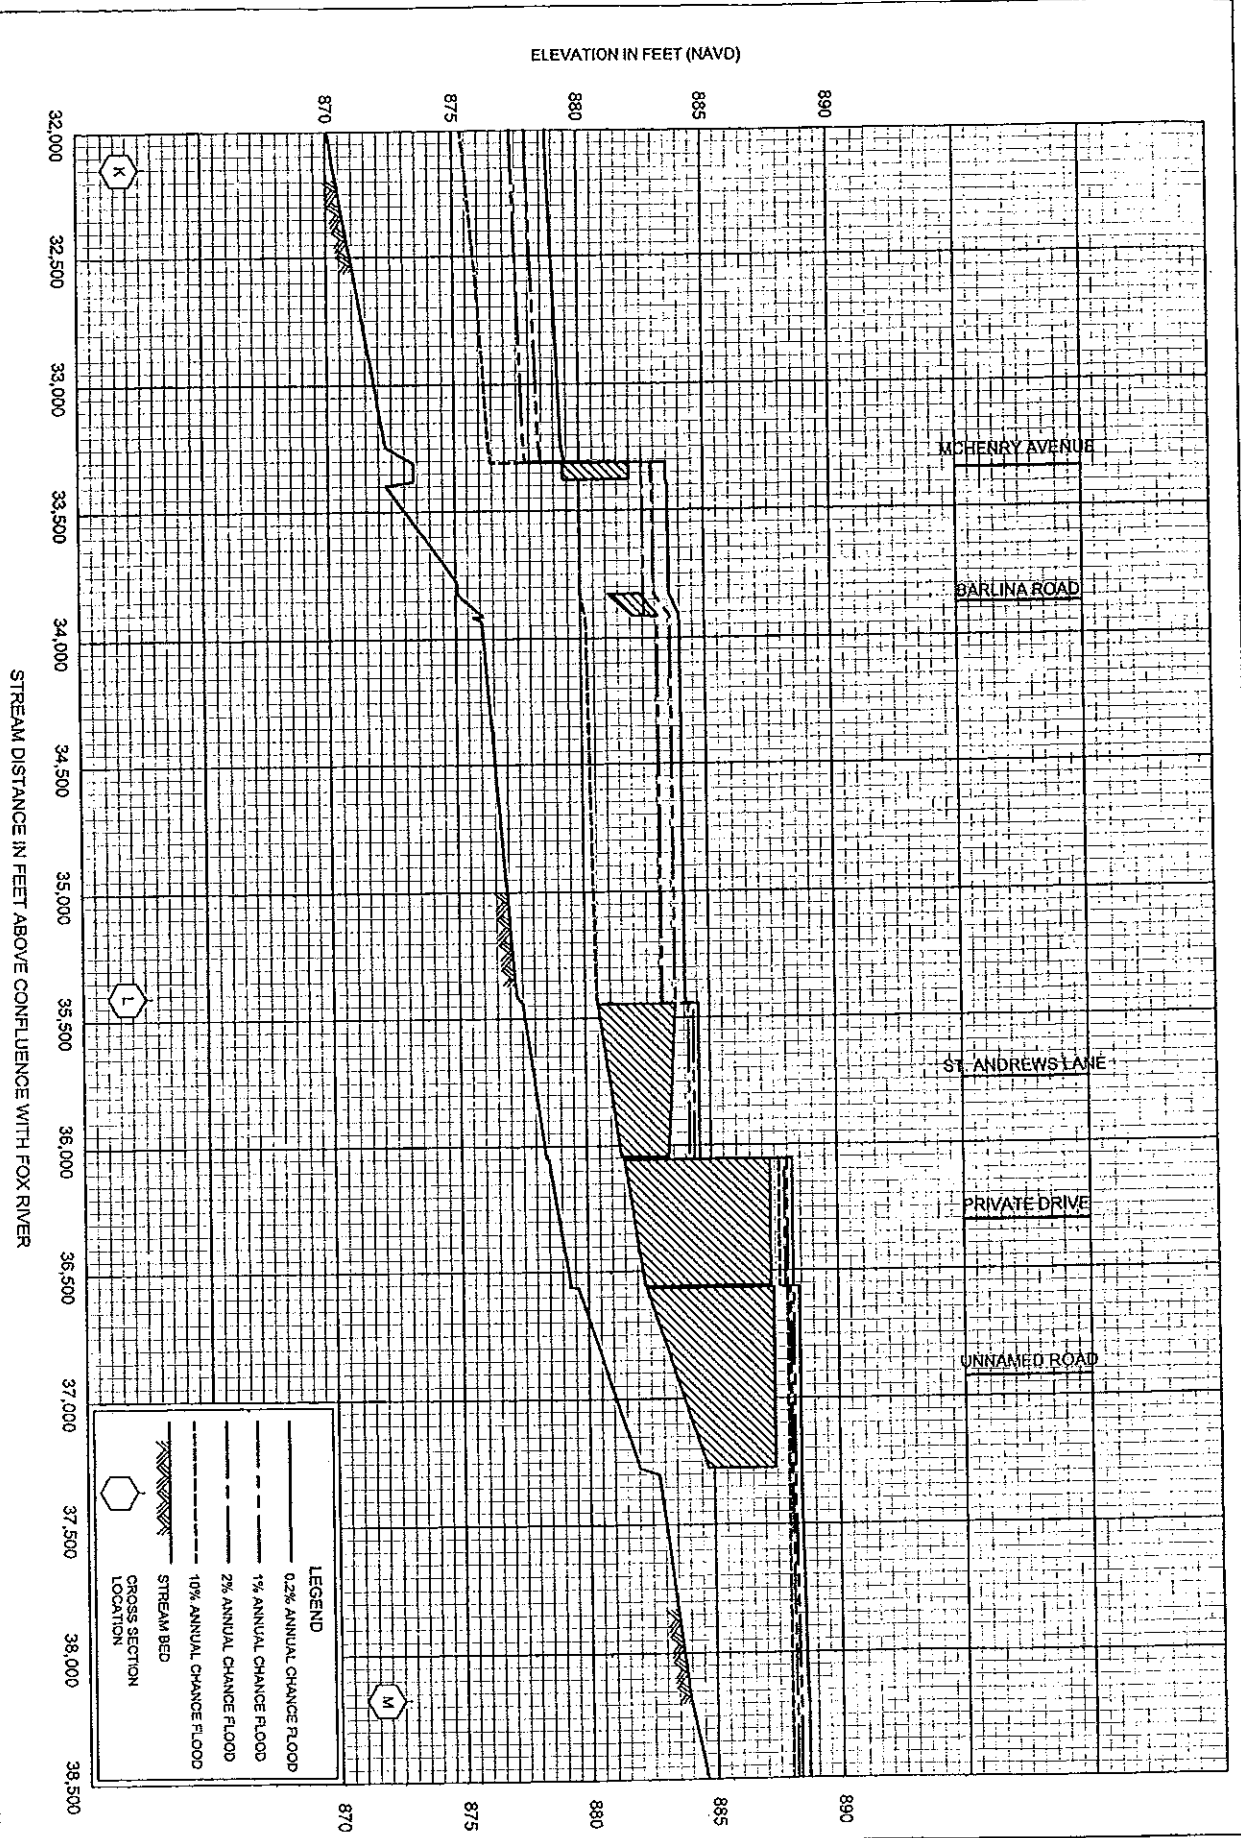 ELEVATION IN FEET (NAVD)
870
875
880
885
890
MCHENRY AVENUE
BARLINA ROAD
ST. ANDREWS LANE
PRIVATE DRIVE
UNNAMED ROAD
32,000
32,500
33,000
33,500
34,000
34,500
35,000
35,500
36,000
36,500
37,000
37,500
38,000
38,500
K
L
M
STREAM DISTANCE IN FEET ABOVE CONFLUENCE WITH FOX RIVER
LEGEND
0.2% ANNUAL CHANCE FLOOD
1% ANNUAL CHANCE FLOOD
2% ANNUAL CHANCE FLOOD
10% ANNUAL CHANCE FLOOD
STREAM BED
CROSS SECTION
LOCATION
870
875
880
885
890